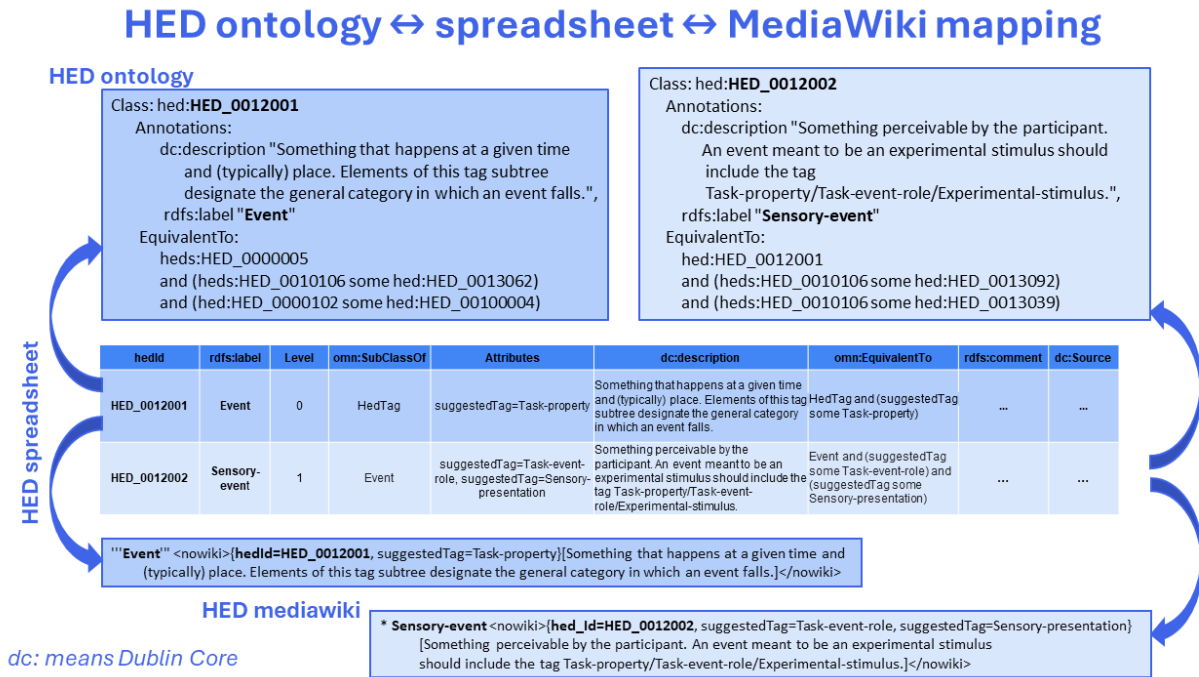 HED ontology ↔ spreadsheet ↔ MediaWiki mapping
HED ontology
Class: hed:HED_0012001
Annotations:
dc:description "Something that happens at a given time
and (typically) place. Elements of this tag subtree
designate the general category in which an event falls.",
rdfs:label "Event"
EquivalentTo:
heds:HED_0000005
and (heds:HED_0010106 some hed:HED_0013062)
and (hed:HED_0000102 some hed:HED_00100004)
Class: hed:HED_0012002
Annotations:
dc:description "Something perceivable by the participant.
An event meant to be an experimental stimulus should
include the tag
Task-property/Task-event-role/Experimental-stimulus.",
rdfs:label "Sensory-event"
EquivalentTo:
hed:HED_0012001
and (heds:HED_0010106 some hed:HED_0013092)
and (heds:HED_0010106 some hed:HED_0013039)
HED spreadsheet
hedId rdfs:label Level omn:SubClassOf Attributes dc:description omn:EquivalentTo rdfs:comment dc:Source
HED_0012001
Event
0
HedTag
suggestedTag=Task-property
Something that happens at a given time
and (typically) place. Elements of this tag
subtree designate the general category
in which an event falls.
HedTag and (suggestedTag
some Task-property)
...
...
HED_0012002
Sensory-
event
1
Event
suggestedTag=Task-event-
role, suggestedTag=Sensory-
presentation
Something perceivable by the
participant. An event meant to be an
experimental stimulus should include the
tag Task-property/Task-event-
role/Experimental-stimulus.
Event and (suggestedTag
some Task-event-role) and
(suggestedTag some
Sensory-presentation)
...
...
'''Event''' <nowiki>{hedId=HED_0012001, suggestedTag=Task-property}[Something that happens at a given time and
(typically) place. Elements of this tag subtree designate the general category in which an event falls.]</nowiki>
HED mediawiki
* Sensory-event <nowiki>{hed_Id=HED_0012002, suggestedTag=Task-event-role, suggestedTag=Sensory-presentation}
[Something perceivable by the participant. An event meant to be an experimental stimulus
should include the tag Task-property/Task-event-role/Experimental-stimulus.]</nowiki>
dc: means Dublin Core